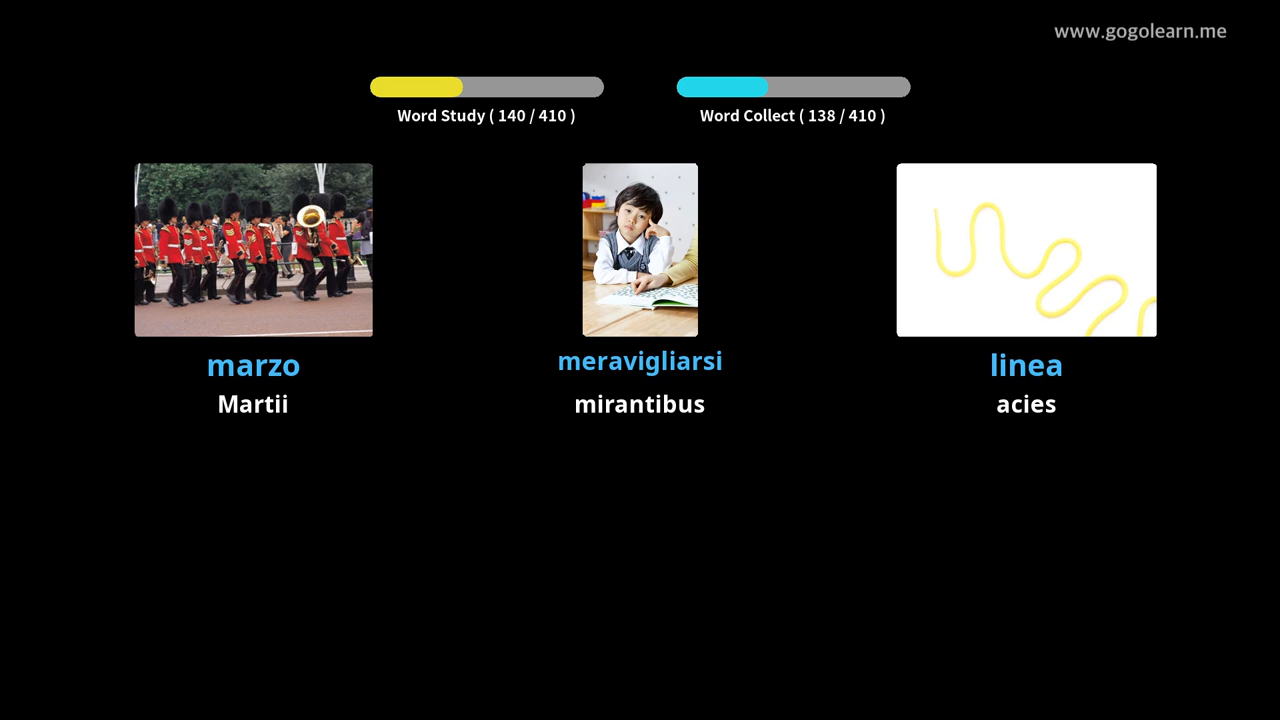 www.gogolearn.me
Word Study ( 140 / 410 )
Word Collect ( 138 / 410 )
marzo
Martii
meravigliarsi
mirantibus
linea
acies